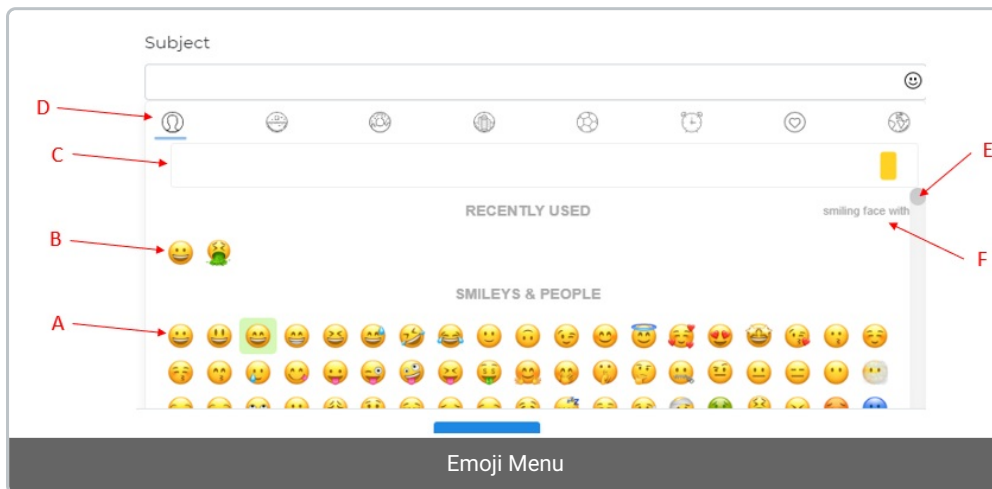 Subject
D
C
E
RECENTLY USED
smiling face with
B
F
SMILEYS & PEOPLE
A
Emoji Menu